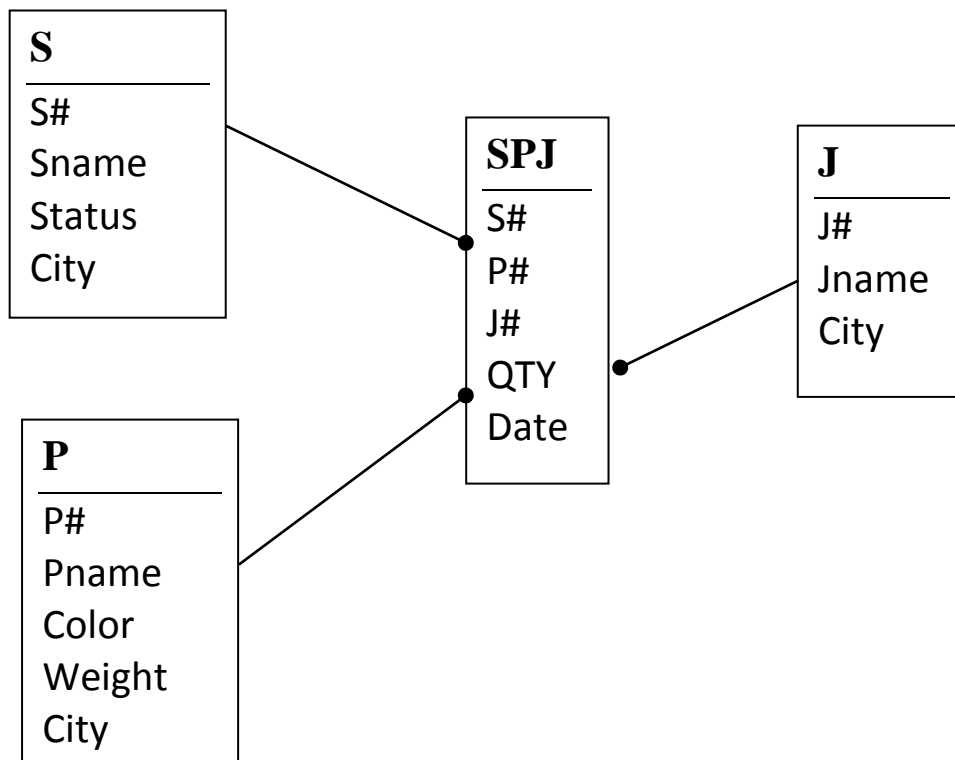 S
S#
Sname
Status
City
P
P#
Pname
Color
Weight
City
SPJ
S#
P#
J#
QTY
Date
J
J#
Jname
City